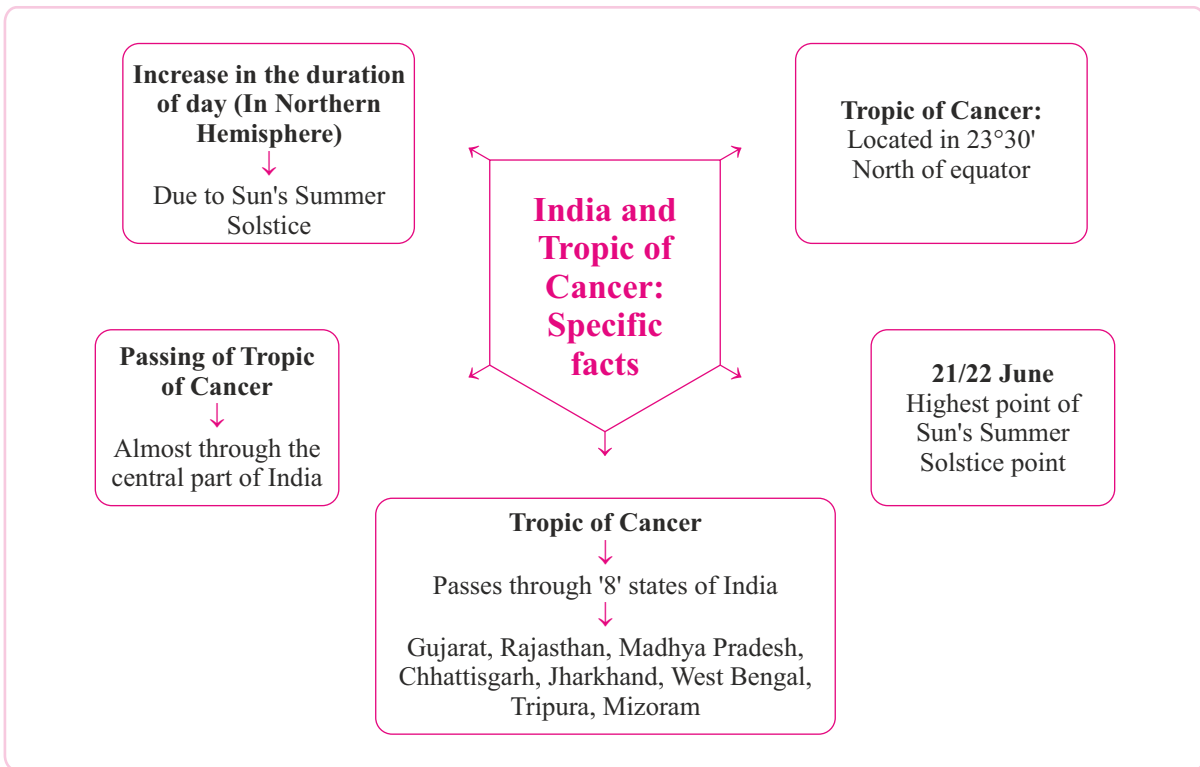 Increase in the duration
of day (In Northern
Hemisphere)
↓
Due to Sun's Summer
Solstice
Tropic of Cancer:
Located in 23°30'
North of equator
India and
Tropic of
Cancer:
Specific
facts
Passing of Tropic
of Cancer
↓
Almost through the
central part of India
21/22 June
Highest point of
Sun's Summer
Solstice point
Tropic of Cancer
↓
Passes through '8' states of India
↓
Gujarat, Rajasthan, Madhya Pradesh,
Chhattisgarh, Jharkhand, West Bengal,
Tripura, Mizoram